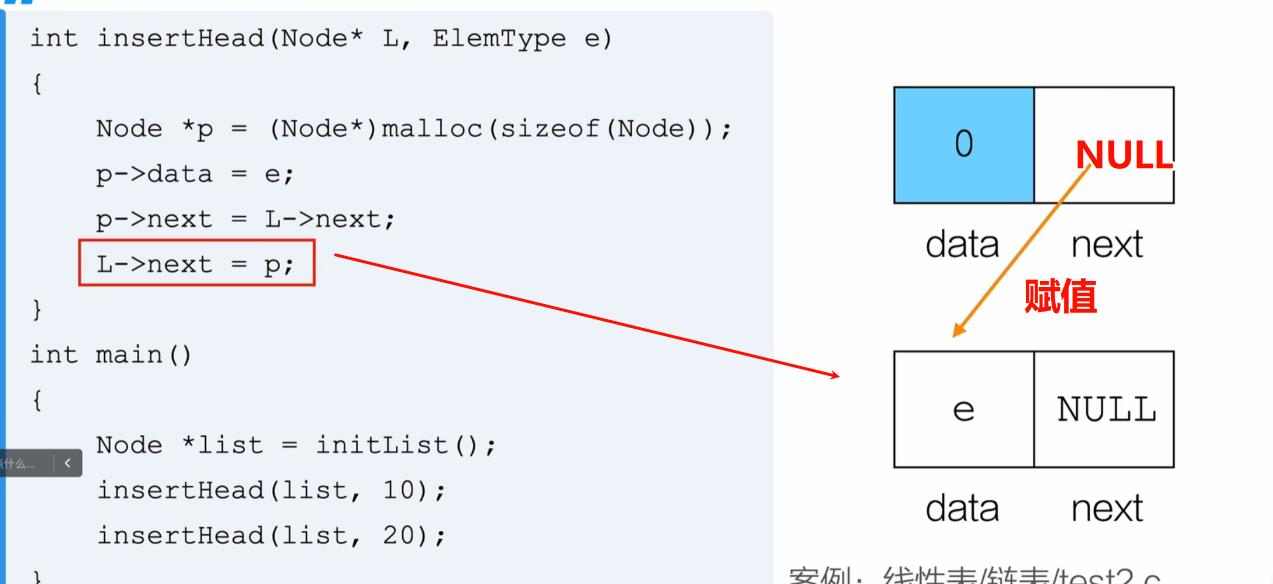 int insertHead(Node* L, ElemType e)
{
Node *p = (Node*)malloc(sizeof(Node));
p->data = e;
p->next = L->next;
L->next = p;
}
int main()
{
Node *list = initList();
insertHead(list, 10);
insertHead(list, 20);
}
什么... <
0 NULL
data next
赋值
e NULL
data next
案例：线性表/链表/test2.c